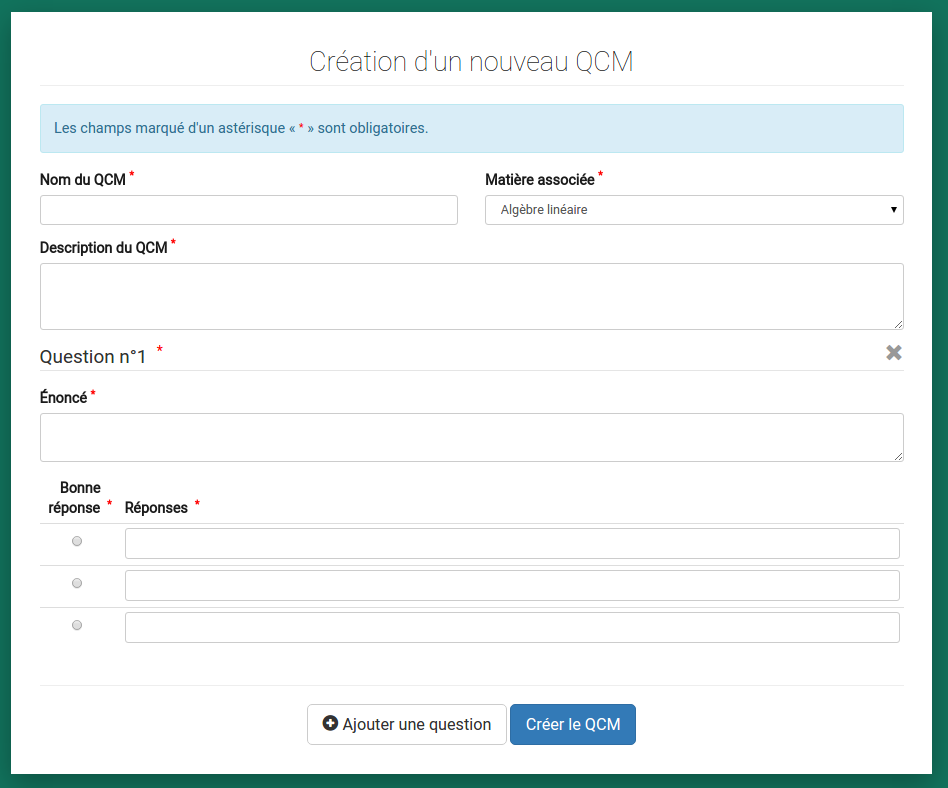 Création d'un nouveau QCM
Les champs marqué d'un astérisque « * » sont obligatoires.
Nom du QCM *
Matière associée *
Algèbre linéaire
Description du QCM *
Question n°1 *
Énoncé *
Bonne
réponse * Réponses *
Ajouter une question
Créer le QCM